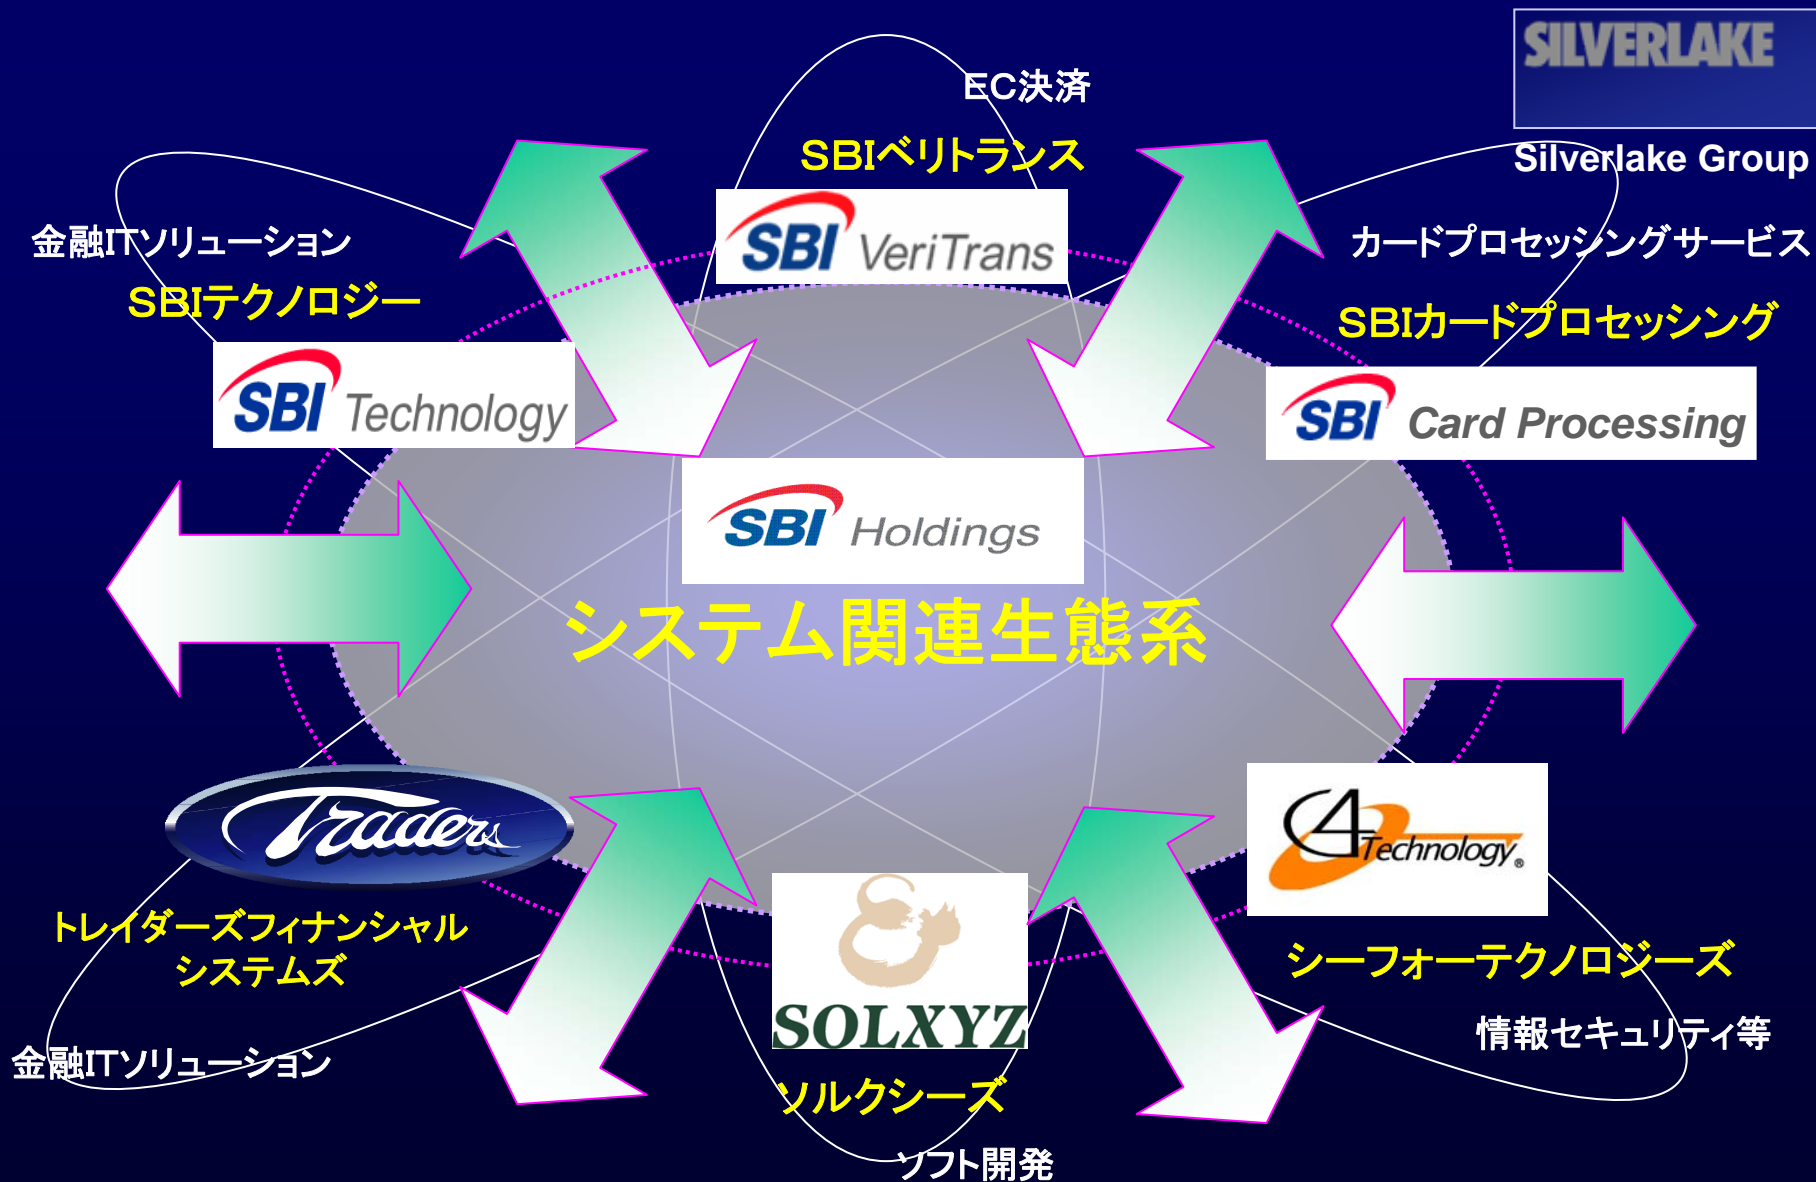 SILVERLAKE
Silverlake Group
EC決済
SBIベリトランス
SBI VeriTrans
金融ITソリューション
SBIテクノロジー
SBI Technology
カードプロセッシングサービス
SBIカードプロセッシング
SBI Card Processing
SBI Holdings
システム関連生態系
Traders
トレイダーズフィナンシャル
システムズ
金融ITソリューション
SOLXYZ
ソルクシーズ
ソフト開発
C4Technology®
シーフォーテクノロジーズ
情報セキュリティ等